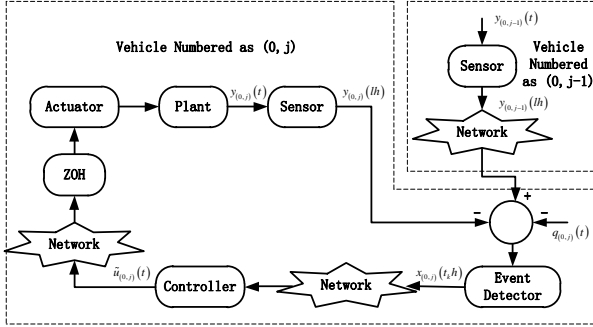 y(0,j−1)(t)
Vehicle Numbered as (0,j)
Sensor
Vehicle
Numbered
as (0,j-1)
y(0,j)(t)
y(0,j)(lh)
y(0,j−1)(lh)
Actuator
Plant
Sensor
Network
ZOH
+
−
−
q(0,j)(t)
Network
ũ(0,j)(t)
Controller
Network
x(0,j)(tₖh)
Event
Detector